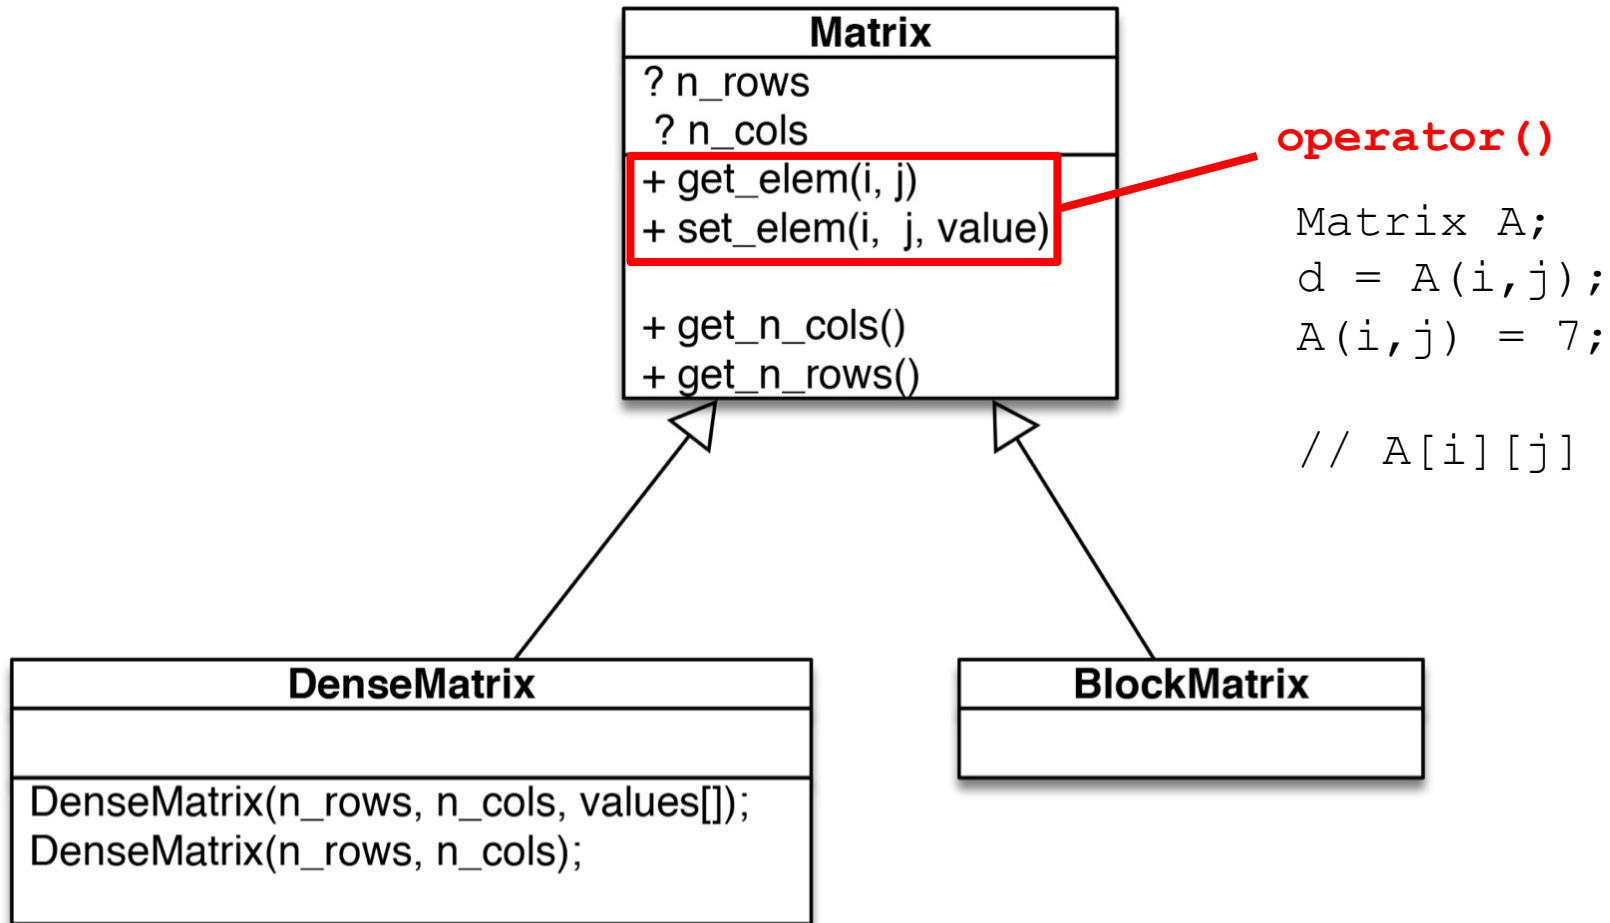 Matrix
? n_rows
? n_cols
+ get_elem(i, j)
+ set_elem(i, j, value)
+ get_n_cols()
+ get_n_rows()
operator()
Matrix A;
d = A(i,j);
A(i,j) = 7;
// A[i][j]
DenseMatrix
DenseMatrix(n_rows, n_cols, values[]);
DenseMatrix(n_rows, n_cols);
BlockMatrix